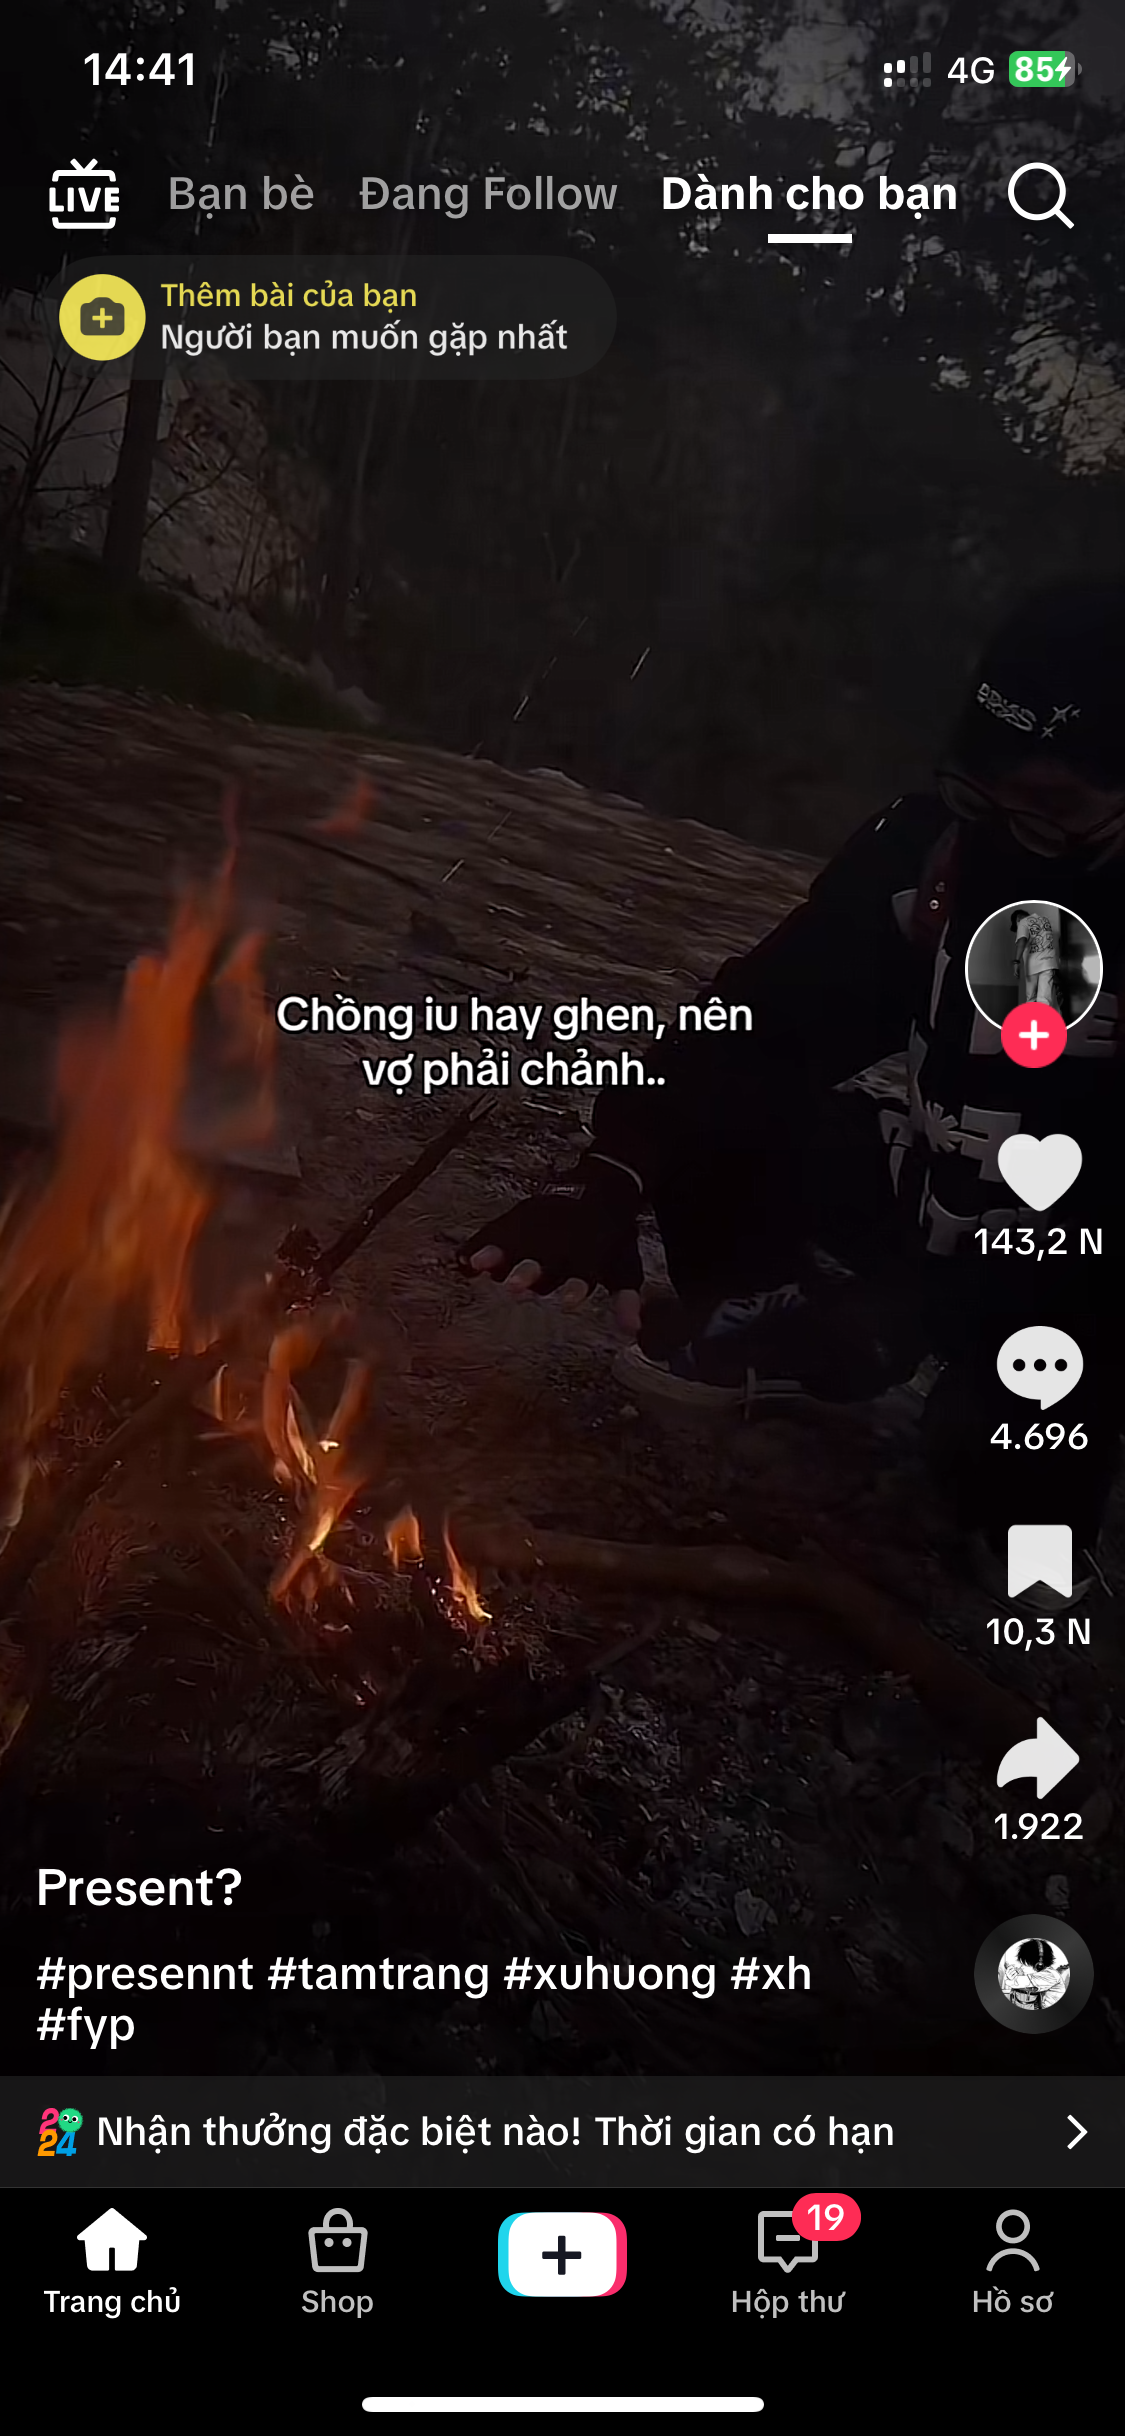 14:41
4G
85
LIVE
Bạn bè
Đang Follow
Dành cho bạn
Thêm bài của bạn
Người bạn muốn gặp nhất
Chồng iu hay ghen, nên
vợ phải chảnh..
143,2 N
4.696
10,3 N
1.922
Present?
#presennt #tamtrang #xuhuong #xh
#fyp
2024
Nhận thưởng đặc biệt nào! Thời gian có hạn
Trang chủ
Shop
19
Hộp thư
Hồ sơ